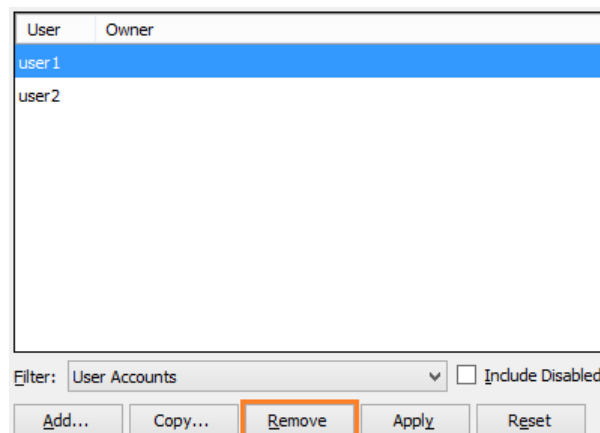 User Owner
user1
user2
Filter: User Accounts Include Disabled
Add... Copy... Remove Apply Reset